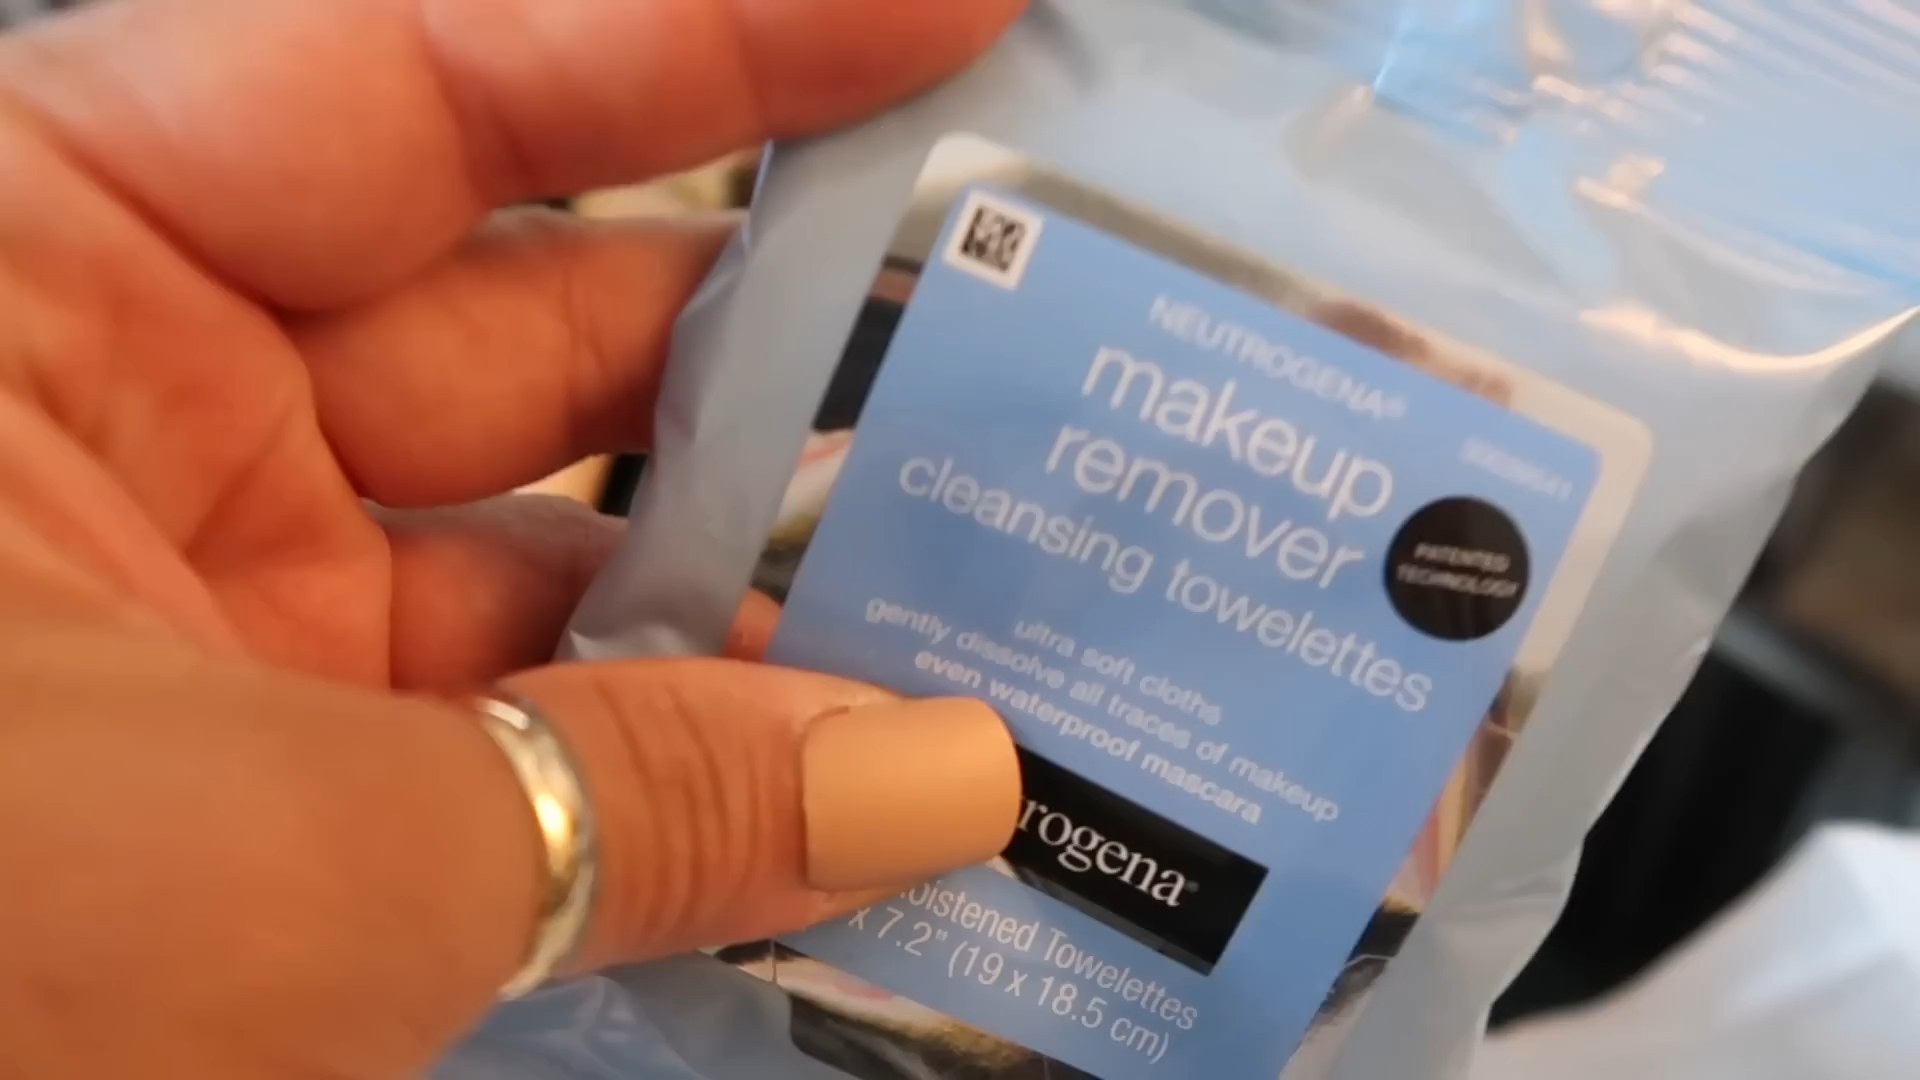 NEUTROGENA®
makeup
remover
cleansing towelettes
PATENTED
TECHNOLOGY
ultra soft cloths
gently dissolve all traces of makeup
even waterproof mascara
rogena®
oistened Towelettes
x 7.2" (19 x 18.5 cm)